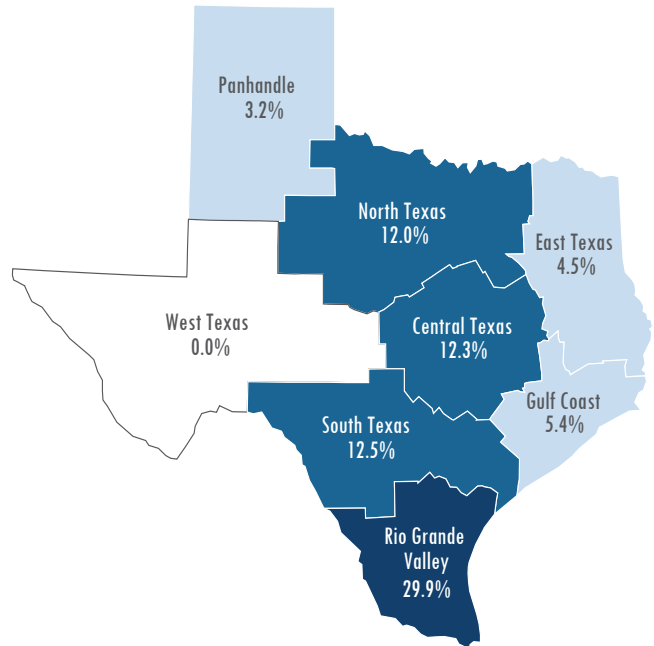 Panhandle
3.2%
North Texas
12.0%
East Texas
4.5%
West Texas
0.0%
Central Texas
12.3%
Gulf Coast
5.4%
South Texas
12.5%
Rio Grande
Valley
29.9%